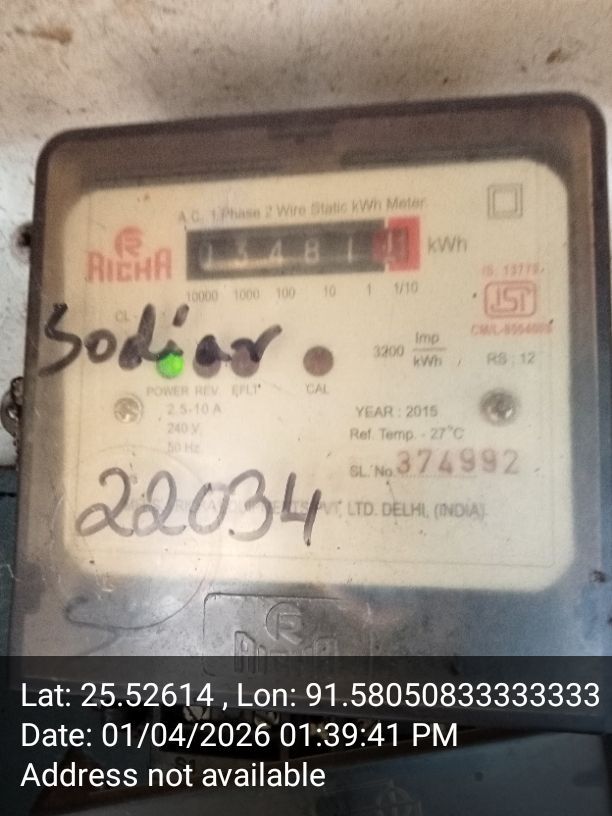 A.C. 1 Phase 2 Wire Static kWh Meter
RICHA
03481 kWh
10000 1000 100 10 1 1/10
IS: 13779
ISI
CM/L-
CL -
Sodiar
3200 Imp/kWh
RS : 12
POWER REV. EFLT CAL
2.5-10 A
240 V
50 Hz
YEAR : 2015
Ref. Temp. - 27°C
SL. No. 374992
22034
LTD. DELHI, (INDIA)
RICHA
Lat: 25.52614 , Lon: 91.58050833333333
Date: 01/04/2026 01:39:41 PM
Address not available